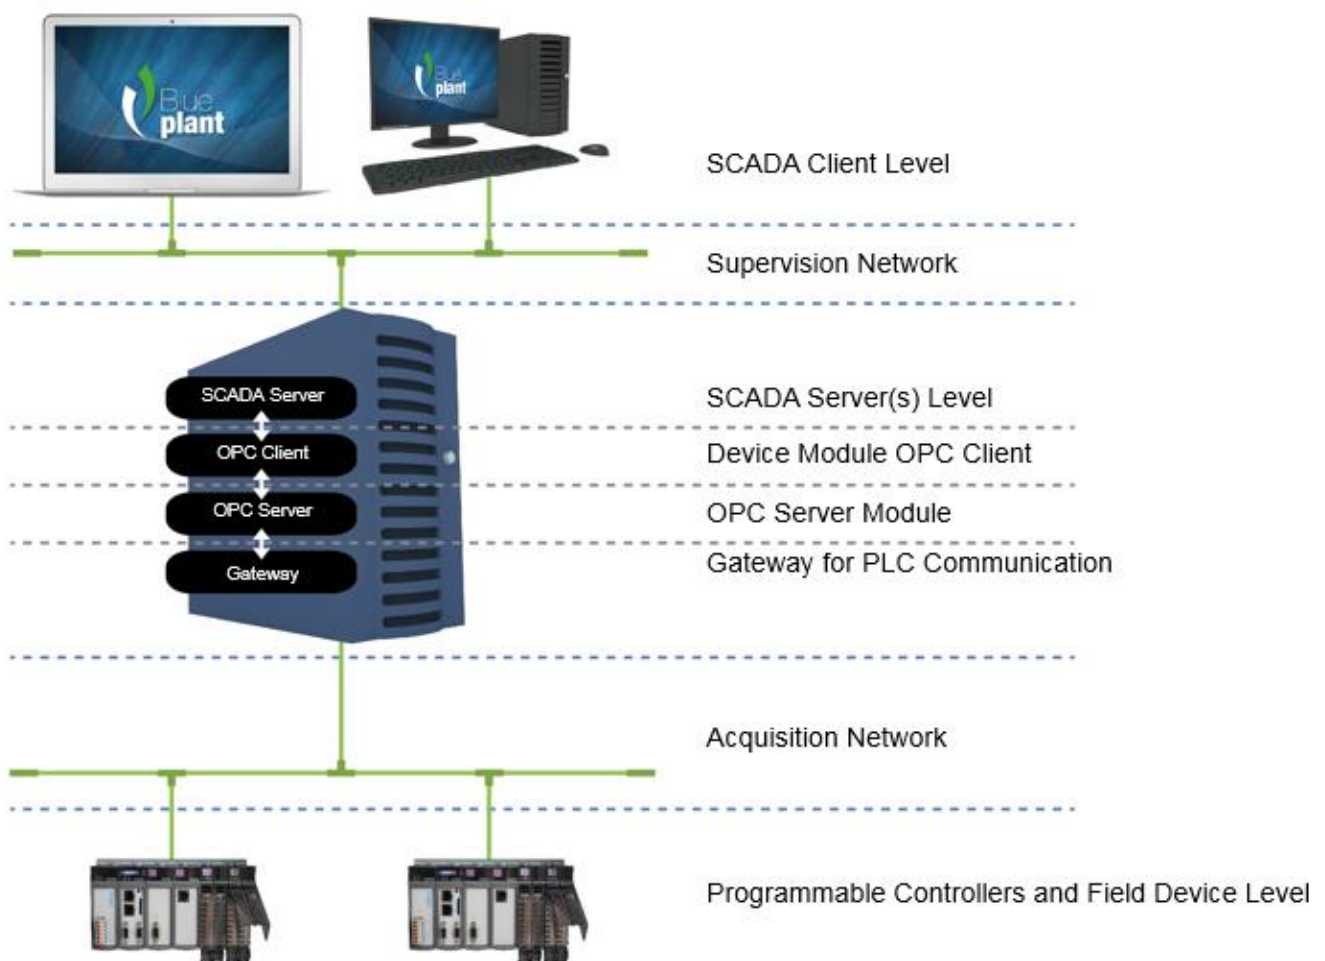 Blue
plant
Blue
plant
SCADA Client Level
Supervision Network
SCADA Server
SCADA Server(s) Level
OPC Client
Device Module OPC Client
OPC Server
OPC Server Module
Gateway
Gateway for PLC Communication
Acquisition Network
Programmable Controllers and Field Device Level